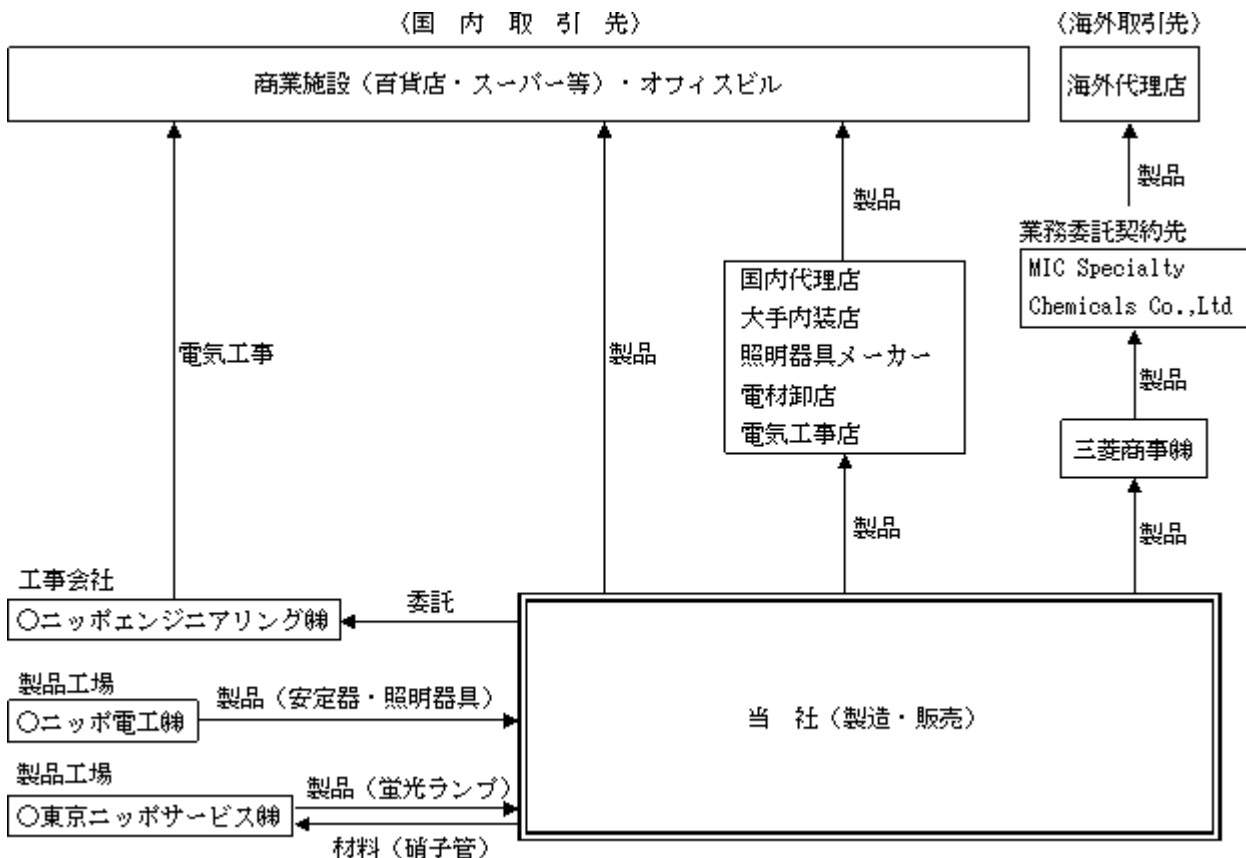 〈国　内　取　引　先〉
〈海外取引先〉
商業施設（百貨店・スーパー等）・オフィスビル
海外代理店
製品
製品
業務委託契約先
MIC Specialty
Chemicals Co.,Ltd
国内代理店
大手内装店
照明器具メーカー
電材卸店
電気工事店
電気工事
製品
製品
三菱商事㈱
製品
製品
工事会社
○ニッポエンジニアリング㈱
委託
製品工場
○ニッポ電工㈱
製品（安定器・照明器具）
当　社（製造・販売）
製品工場
○東京ニッポサービス㈱
製品（蛍光ランプ）
材料（硝子管）